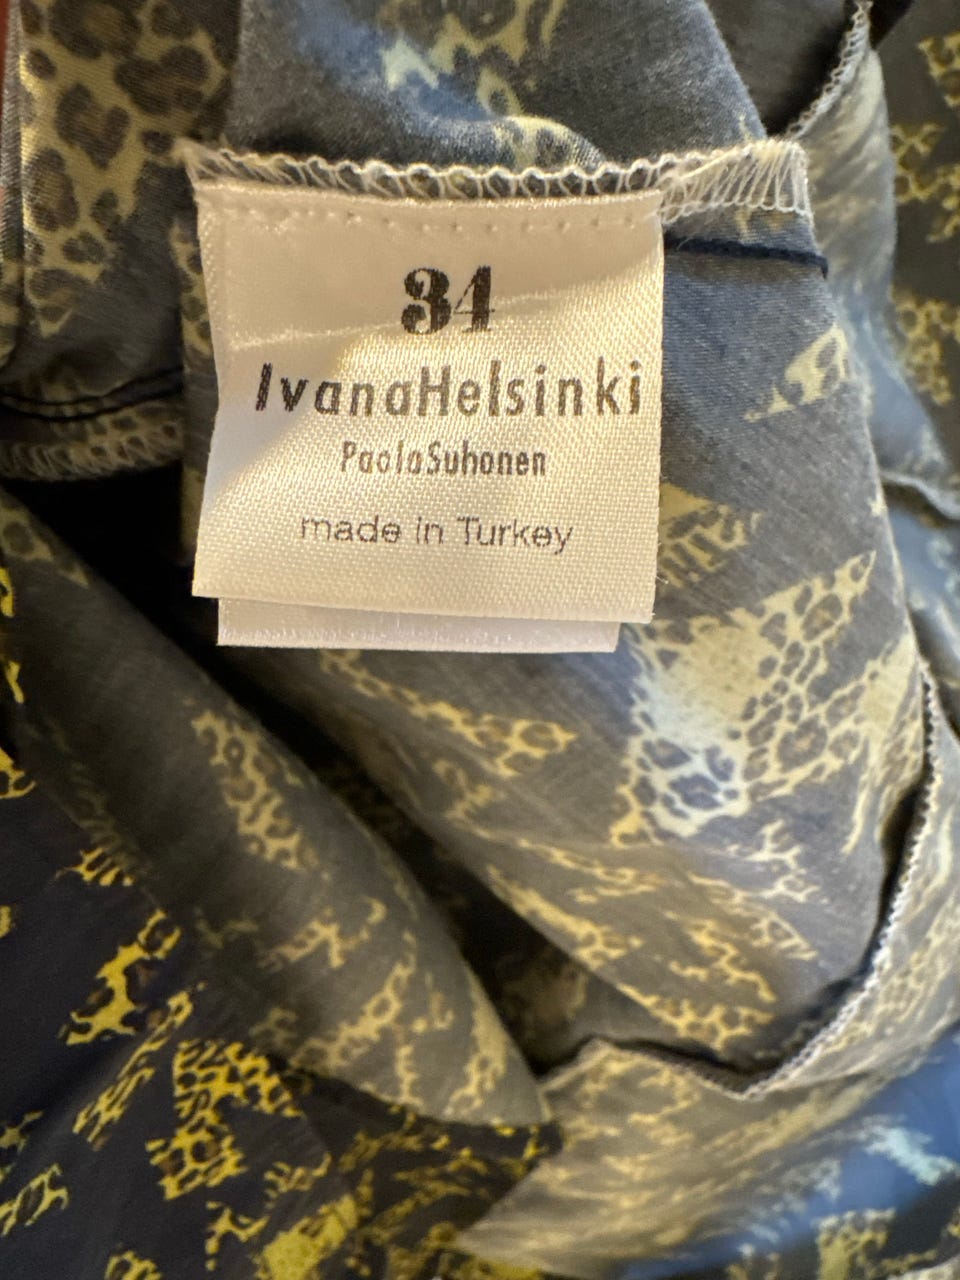 34
IvanaHelsinki
PaolaSuhonen
made in Turkey